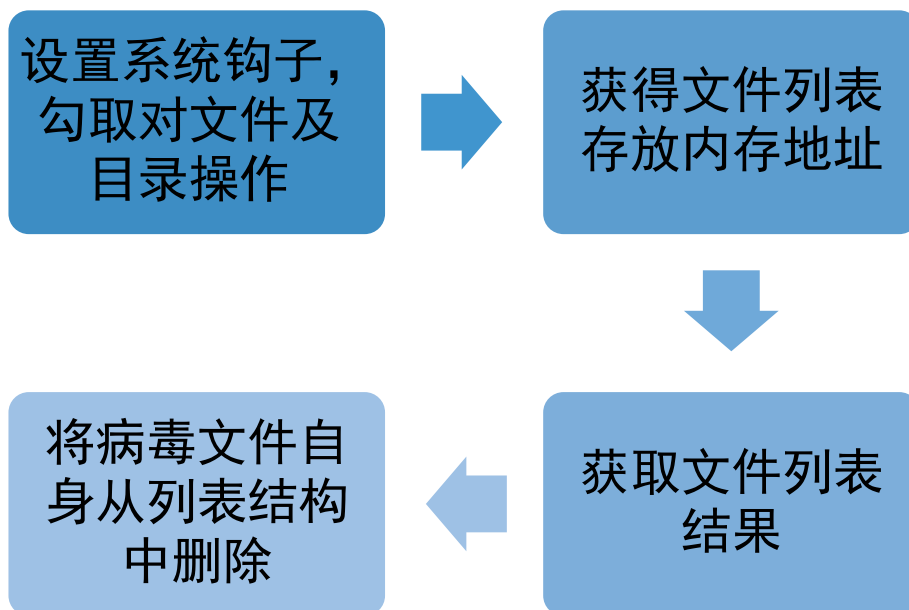 设置系统钩子，
勾取对文件及
目录操作
获得文件列表
存放内存地址
获取文件列表
结果
将病毒文件自
身从列表结构
中删除